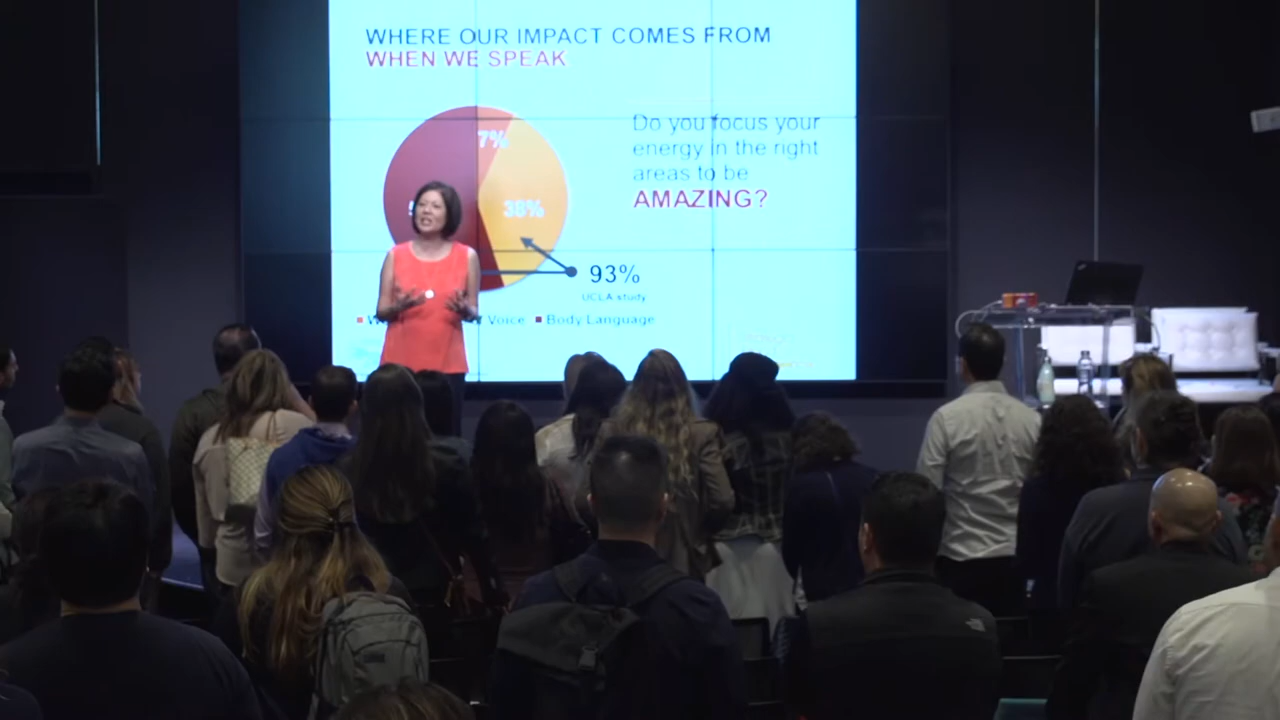 WHERE OUR IMPACT COMES FROM
WHEN WE SPEAK
7%
38%
Do you focus your
energy in the right
areas to be
AMAZING?
93%
UCLA study
Voice Body Language